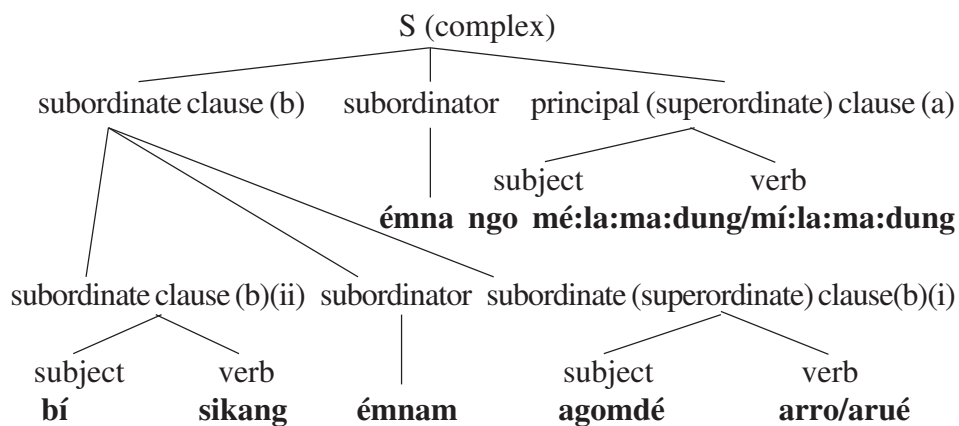 S (complex)
subordinate clause (b) subordinator principal (superordinate) clause (a)
subject verb
émna ngo mé:la:ma:dung/mí:la:ma:dung
subordinate clause (b)(ii) subordinator subordinate (superordinate) clause(b)(i)
subject verb subject verb
bí sikang émnam agomdé arro/arué